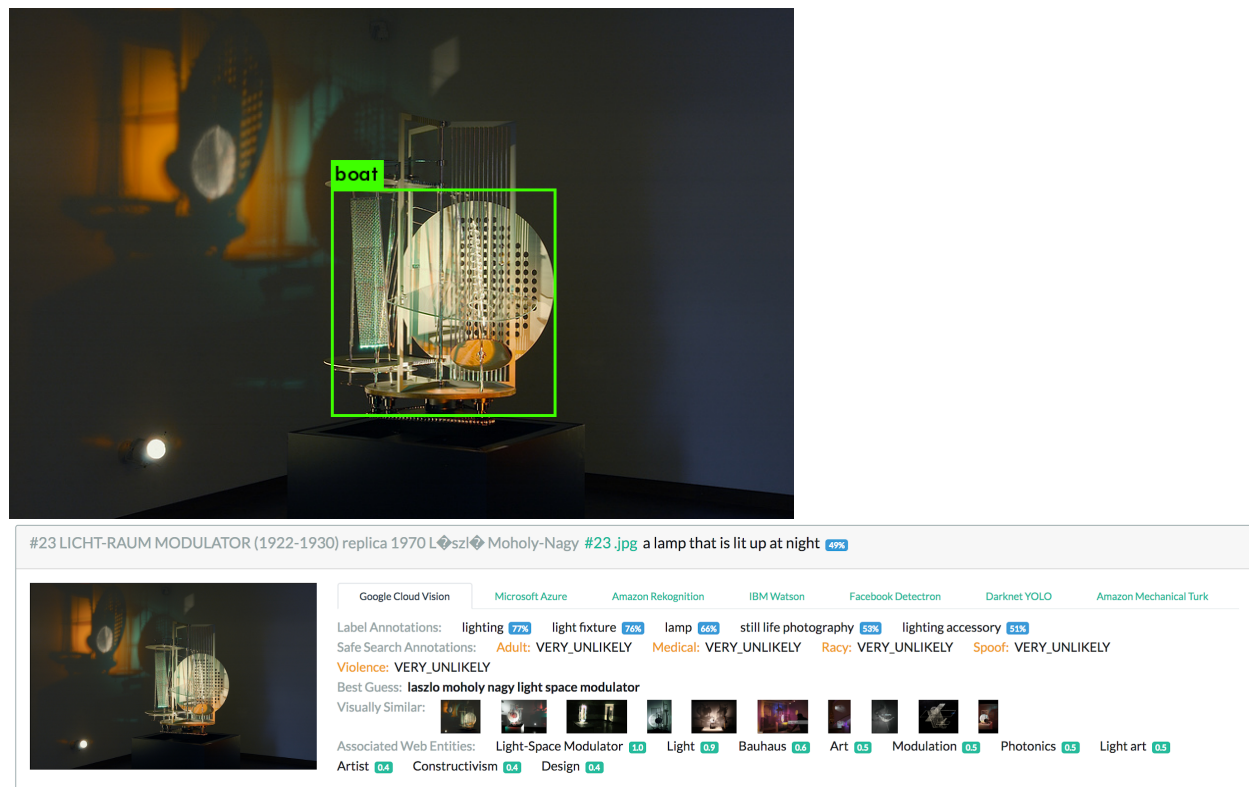 boat
#23 LICHT-RAUM MODULATOR (1922-1930) replica 1970 L�szl� Moholy-Nagy #23 .jpg a lamp that is lit up at night 49%
Google Cloud Vision Microsoft Azure Amazon Rekognition IBM Watson Facebook Detectron Darknet YOLO Amazon Mechanical Turk
Label Annotations: lighting 77% light fixture 76% lamp 66% still life photography 53% lighting accessory 51%
Safe Search Annotations: Adult: VERY_UNLIKELY Medical: VERY_UNLIKELY Racy: VERY_UNLIKELY Spoof: VERY_UNLIKELY
Violence: VERY_UNLIKELY
Best Guess: laszlo moholy nagy light space modulator
Visually Similar:
Associated Web Entities: Light-Space Modulator 1.0 Light 0.9 Bauhaus 0.6 Art 0.5 Modulation 0.5 Photonics 0.5 Light art 0.5
Artist 0.4 Constructivism 0.4 Design 0.4